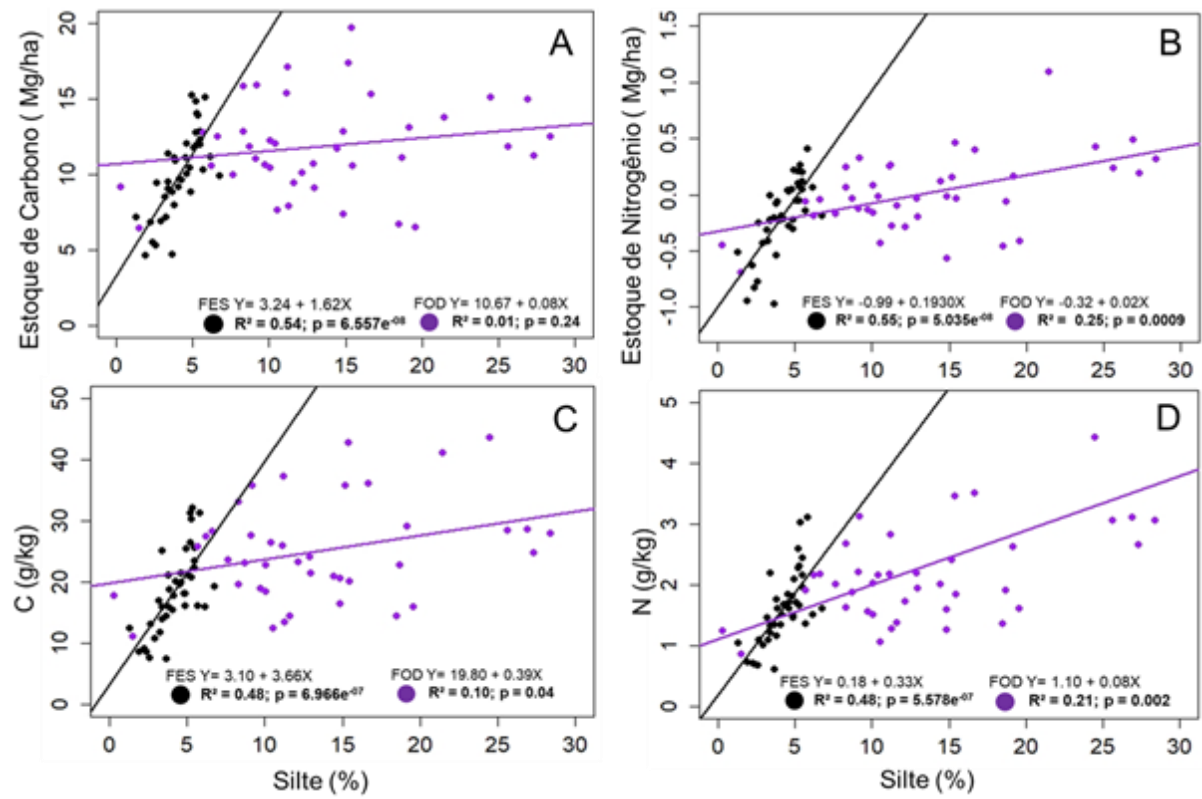 A
Estoque de Carbono ( Mg/ha)
20
15
10
5
0
FES Y= 3.24 + 1.62X
R² = 0.54; p = 6.557e⁻⁰⁸
FOD Y= 10.67 + 0.08X
R² = 0.01; p = 0.24
0 5 10 15 20 25 30
B
Estoque de Nitrogênio ( Mg/ha)
1.5
1.0
0.5
0.0
-0.5
-1.0
FES Y= -0.99 + 0.1930X
R² = 0.55; p = 5.035e⁻⁰⁸
FOD Y= -0.32 + 0.02X
R² = 0.25; p = 0.0009
0 5 10 15 20 25 30
C
C (g/kg)
50
40
30
20
10
0
FES Y= 3.10 + 3.66X
R² = 0.48; p = 6.966e⁻⁰⁷
FOD Y= 19.80 + 0.39X
R² = 0.10; p = 0.04
0 5 10 15 20 25 30
Silte (%)
D
N (g/kg)
5
4
3
2
1
0
FES Y= 0.18 + 0.33X
R² = 0.48; p = 5.578e⁻⁰⁷
FOD Y= 1.10 + 0.08X
R² = 0.21; p = 0.002
0 5 10 15 20 25 30
Silte (%)